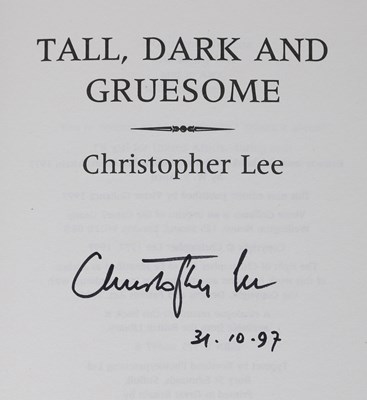 TALL, DARK AND
GRUESOME
Christopher Lee
Christopher Lee
31.10.97